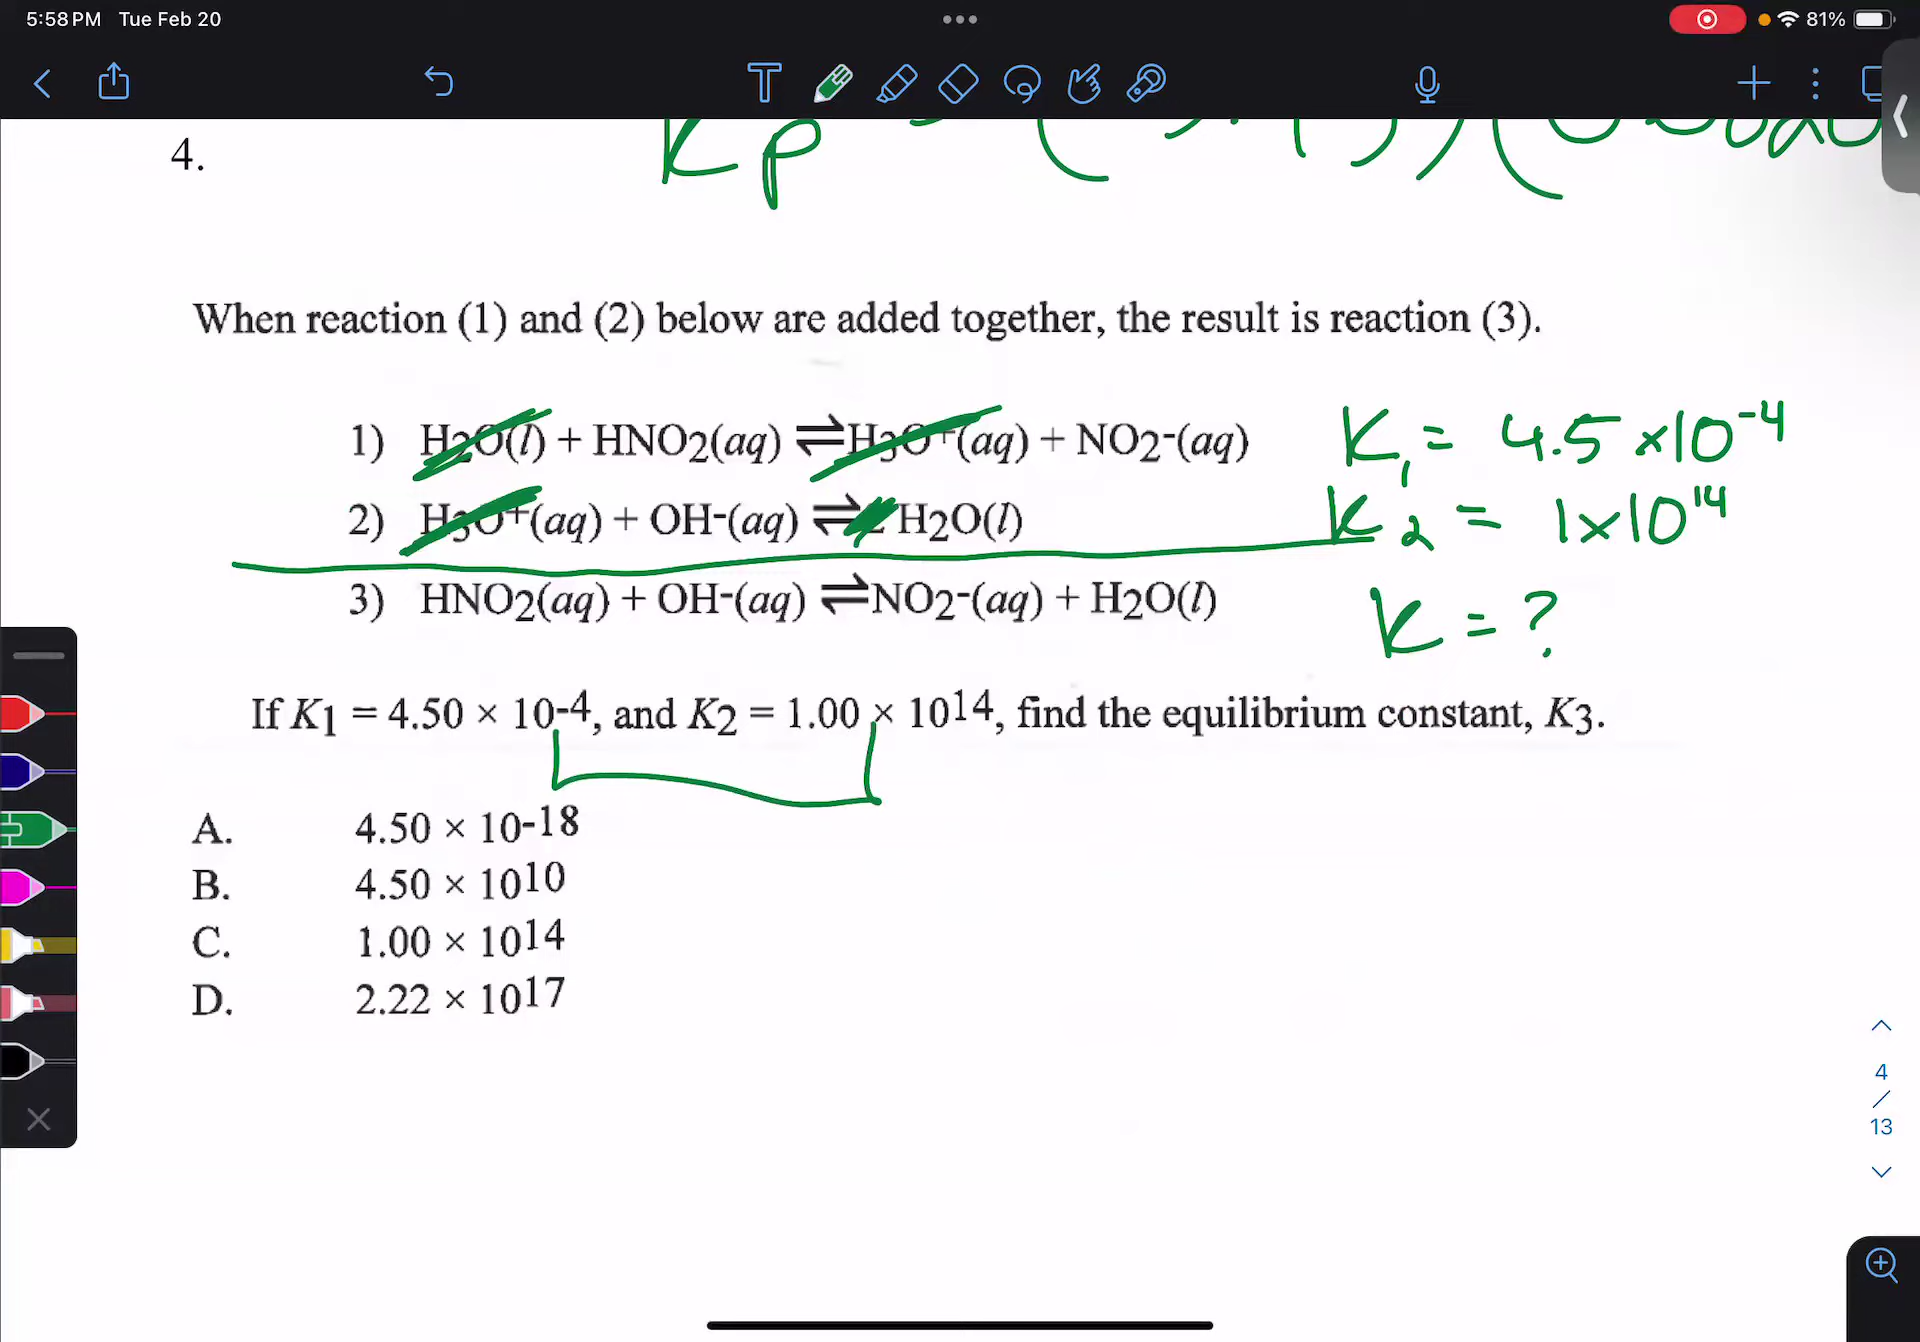 5:58 PM Tue Feb 20
81%
4.
Kp =
When reaction (1) and (2) below are added together, the result is reaction (3).
1) H2O(l) + HNO2(aq) ⇌ H3O+(aq) + NO2-(aq) K1 = 4.5 x10^-4
2) H3O+(aq) + OH-(aq) ⇌ 2 H2O(l) K2 = 1x10^14
3) HNO2(aq) + OH-(aq) ⇌ NO2-(aq) + H2O(l) K = ?
If K1 = 4.50 × 10-4, and K2 = 1.00 × 1014, find the equilibrium constant, K3.
A. 4.50 × 10-18
B. 4.50 × 1010
C. 1.00 × 1014
D. 2.22 × 1017
4
/
13